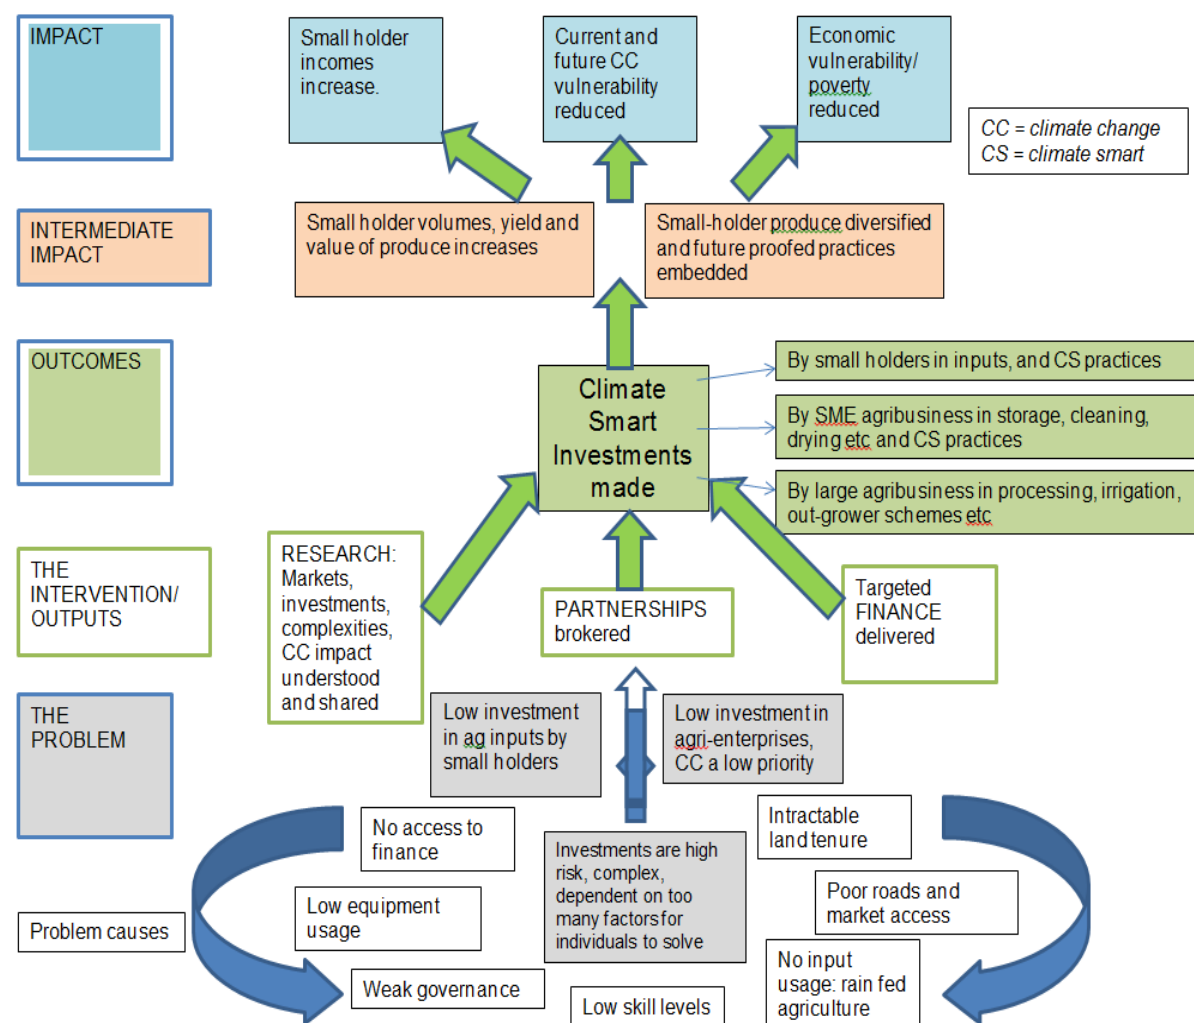 IMPACT
Small holder
incomes
increase.
Current and
future CC
vulnerability
reduced
Economic
vulnerability/
poverty
reduced
CC = climate change
CS = climate smart
INTERMEDIATE
IMPACT
Small holder volumes, yield and
value of produce increases
Small-holder produce diversified
and future proofed practices
embedded
OUTCOMES
Climate
Smart
Investments
made
By small holders in inputs, and CS practices
By SME agribusiness in storage, cleaning,
drying etc and CS practices
By large agribusiness in processing, irrigation,
out-grower schemes etc
THE
INTERVENTION/
OUTPUTS
RESEARCH:
Markets,
investments,
complexities,
CC impact
understood
and shared
PARTNERSHIPS
brokered
Targeted
FINANCE
delivered
THE
PROBLEM
Low investment
in ag inputs by
small holders
Low investment in
agri-enterprises,
CC a low priority
No access to
finance
Investments are high
risk, complex,
dependent on too
many factors for
individuals to solve
Intractable
land tenure
Low equipment
usage
Poor roads and
market access
Problem causes
Weak governance
Low skill levels
No input
usage: rain fed
agriculture